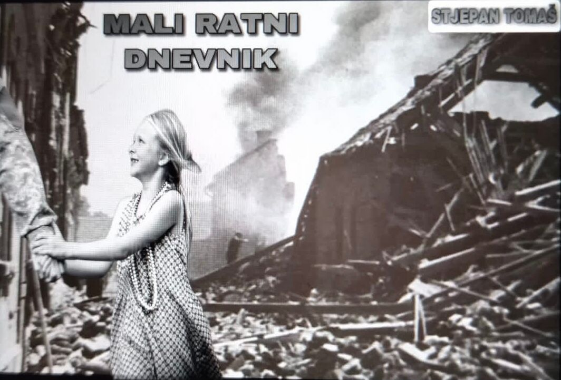 MALI RATNI
DNEVNIK
STJEPAN TOMAŠ